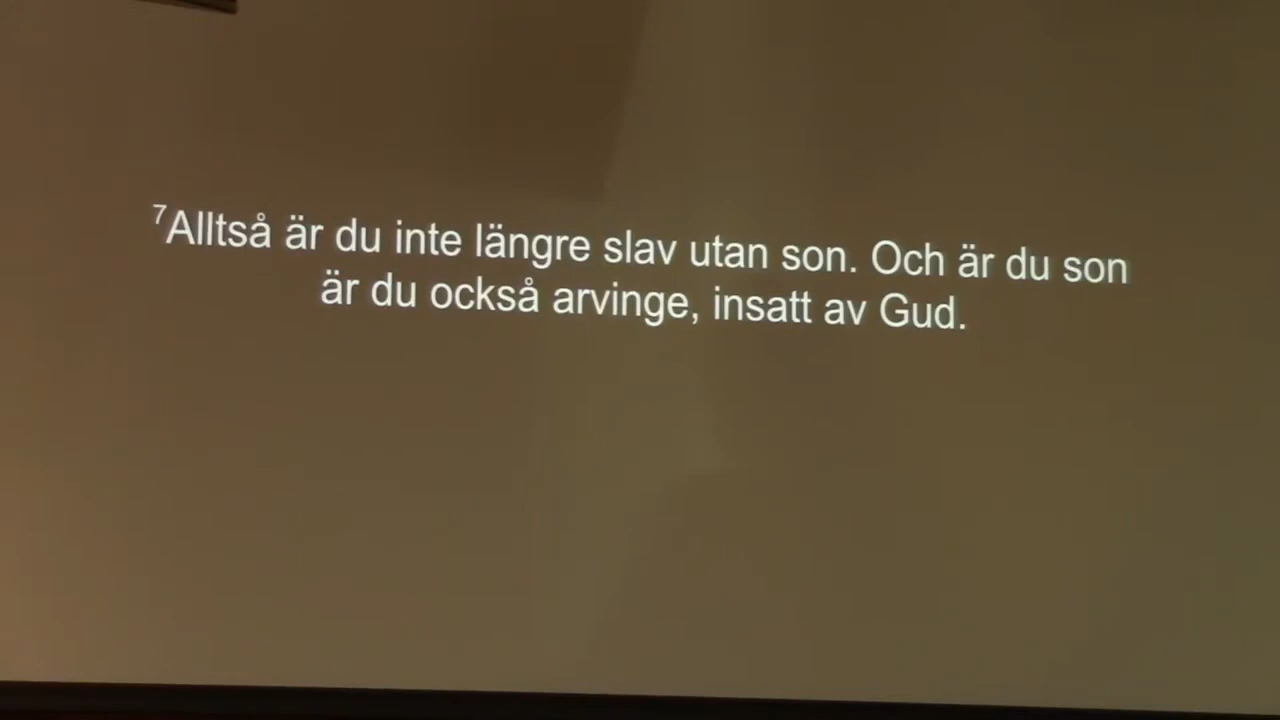 ⁷Alltså är du inte längre slav utan son. Och är du son
är du också arvinge, insatt av Gud.